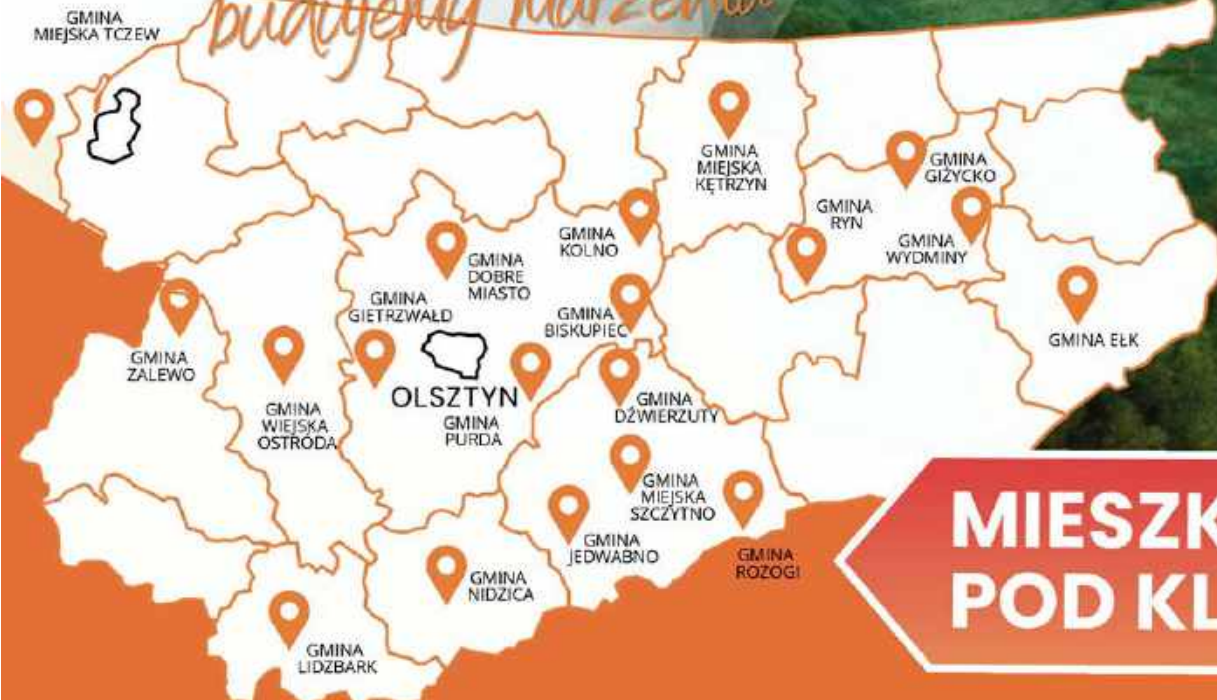 budujemy marzenia
GMINA
MIEJSKA TCZEW
GMINA
MIEJSKA
KĘTRZYN
GMINA
GIŻYCKO
GMINA
RYN
GMINA
WYDMINY
GMINA
KOLNO
GMINA
DOBRE
MIASTO
GMINA
GIETRZWAŁD
GMINA
BISKUPIEC
GMINA EŁK
GMINA
ZALEWO
OLSZTYN
GMINA
WIEJSKA
OSTRÓDA
GMINA
PURDA
GMINA
DŹWIERZUTY
GMINA
MIEJSKA
SZCZYTNO
GMINA
JEDWABNO
GMINA
ROZOGI
GMINA
NIDZICA
GMINA
LIDZBARK
MIESZK
POD KL